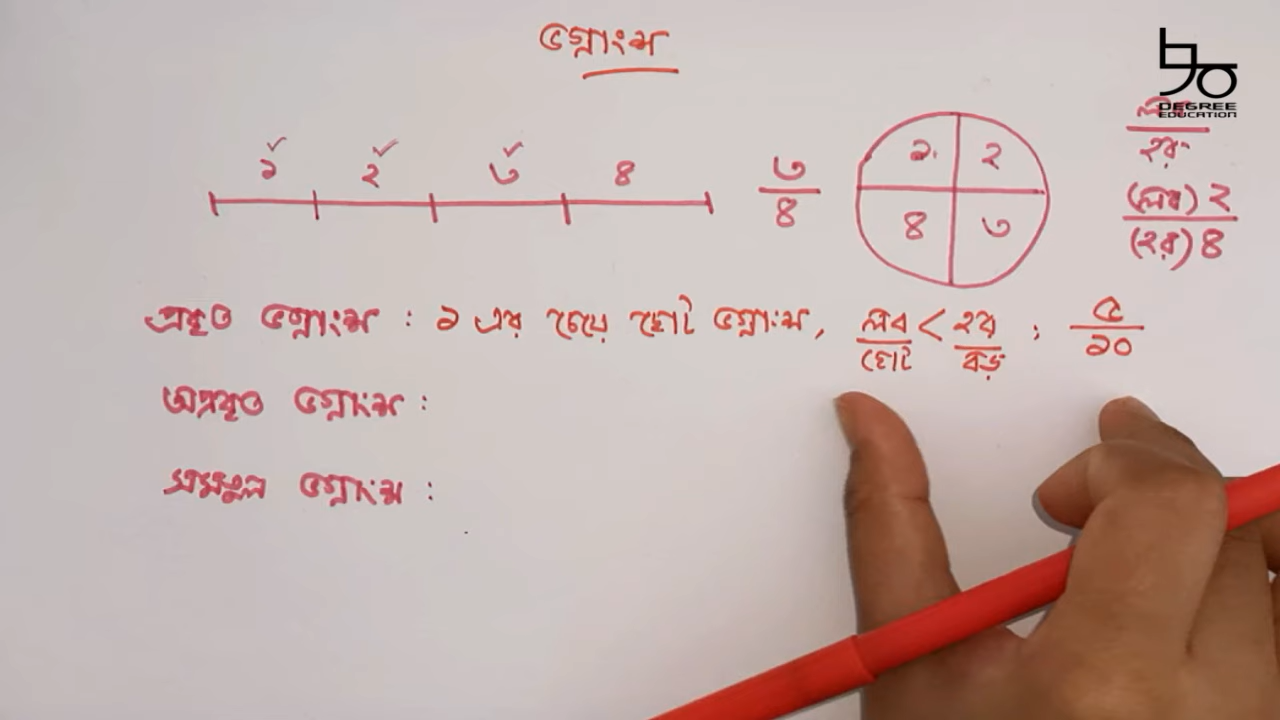 ভগ্নাংশ
DEGREE
EDUCATION
লব
হর
১ ২ ৩ ৪
৩
৪
১ ২
৪ ৩
(লব) ২
(হর) ৪
প্রকৃত ভগ্নাংশ : ১ এর চেয়ে ছোট ভগ্নাংশ, লব < হর ; ৫
ছোট বড় ১০
অপ্রকৃত ভগ্নাংশ :
সমতুল ভগ্নাংশ :